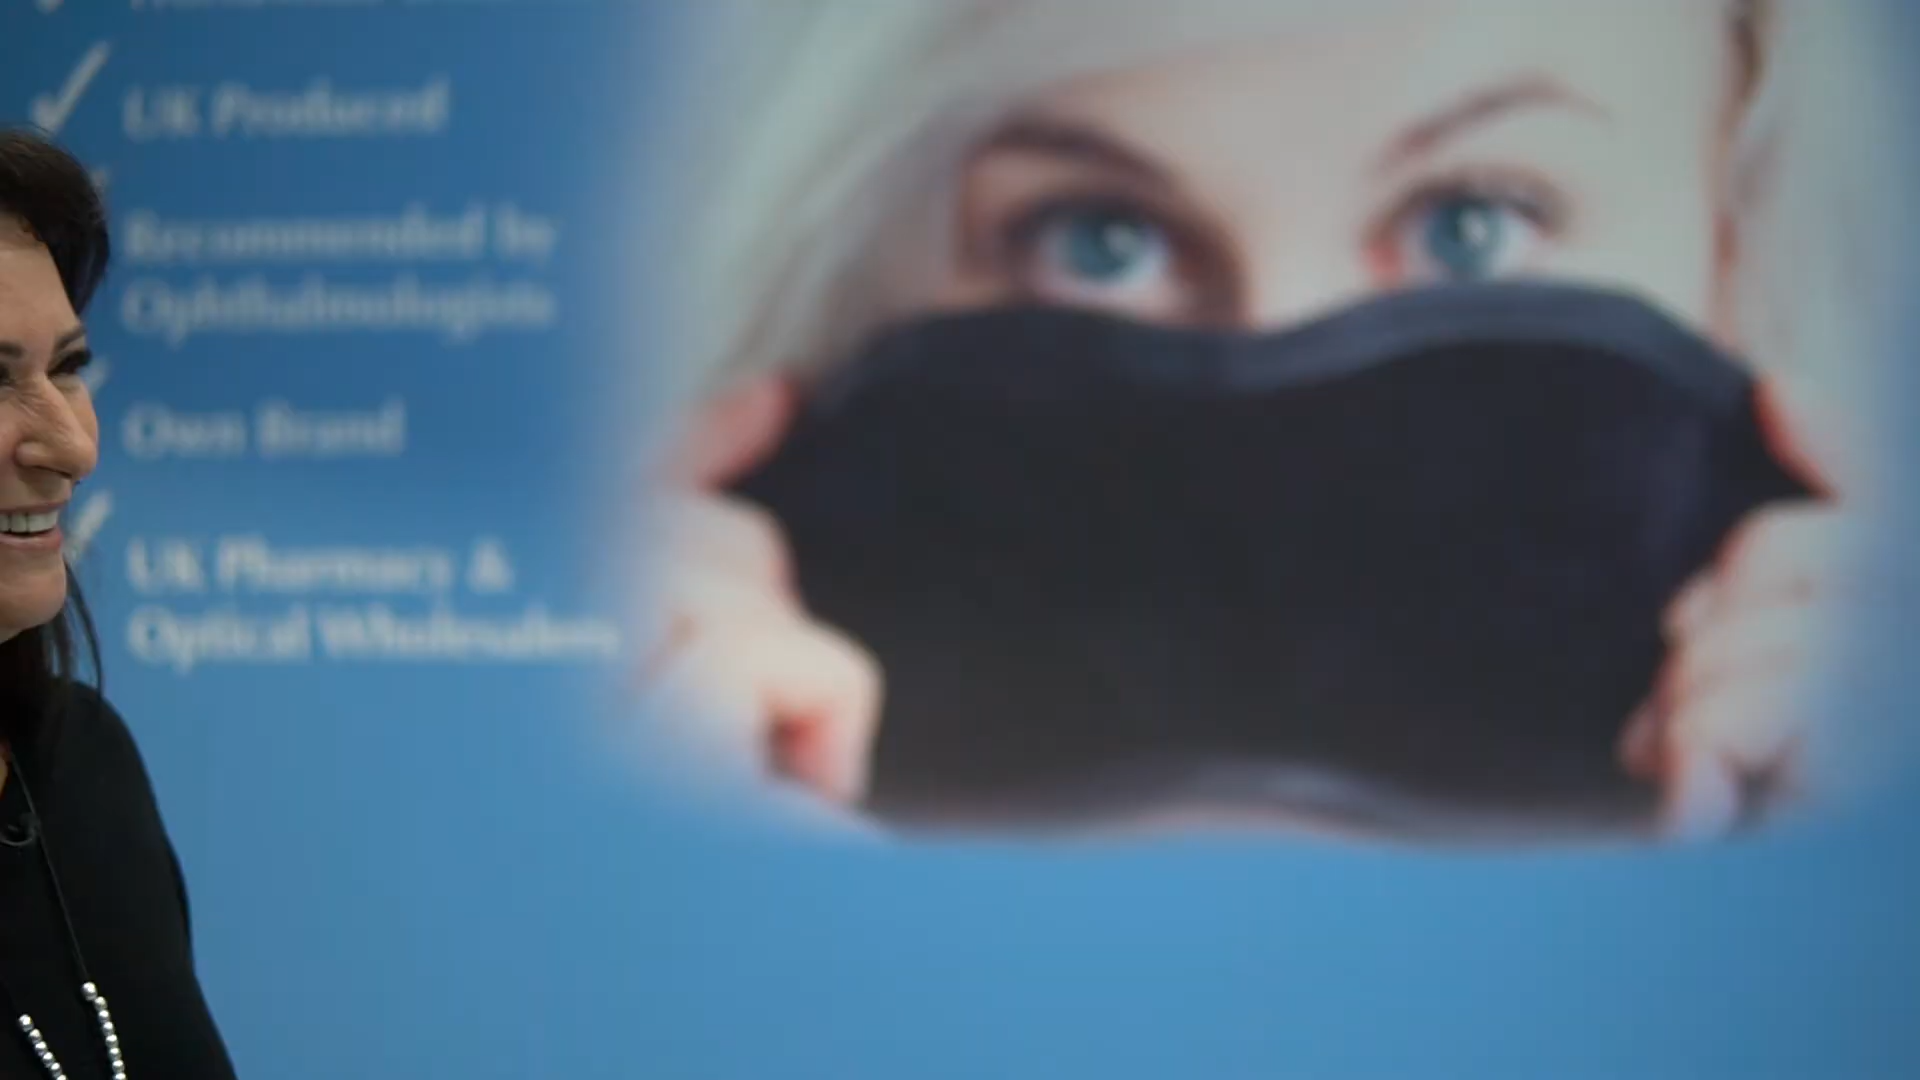 UK Produced
Recommended by
Ophthalmologists
Own Brand
UK Pharmacy &
Optical Wholesalers